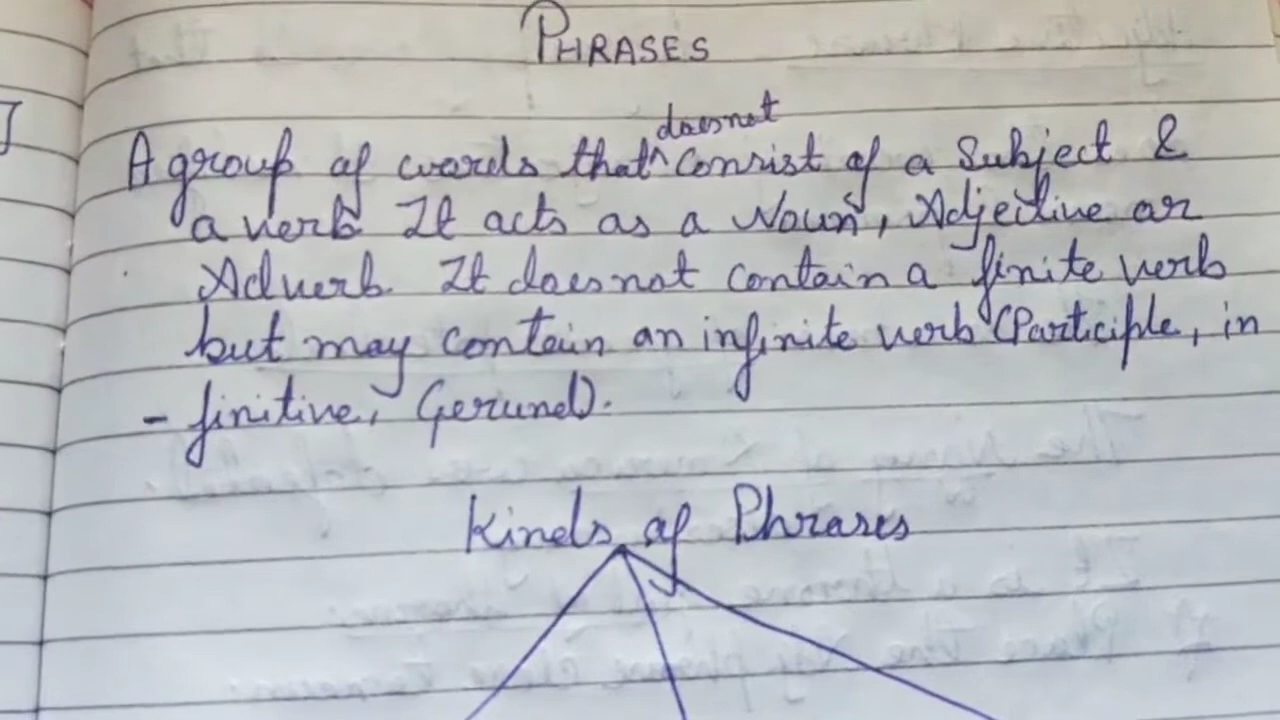 PHRASES
A group of words that ^ does not consist of a Subject &
a verb. It acts as a Noun, Adjective or
Adverb. It does not contain a finite verb
but may contain an infinite verb (Participle, in
- finitive, Gerund).
Kinds of Phrases